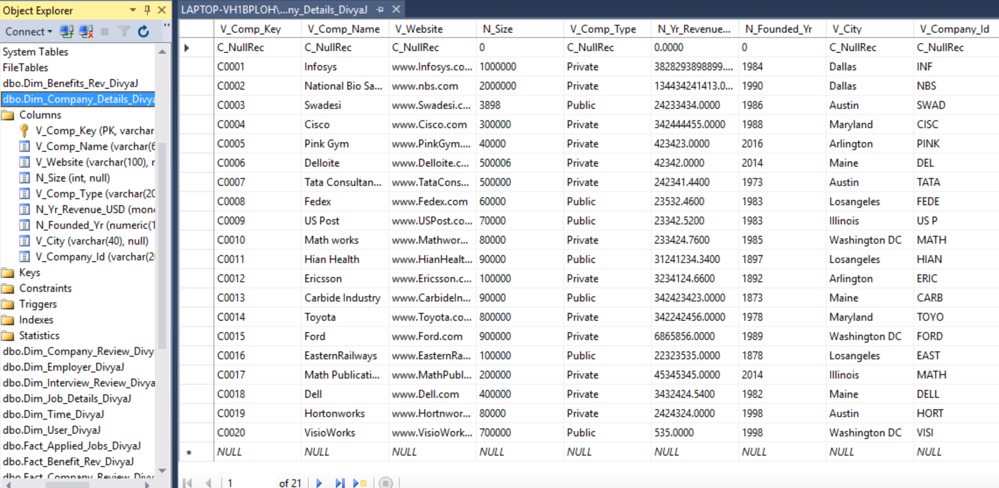 Object Explorer
Connect
System Tables
FileTables
dbo.Dim_Benefits_Rev_DivyaJ
dbo.Dim_Company_Details_Divya
Columns
V_Comp_Key (PK, varchar
V_Comp_Name (varchar(6
V_Website (varchar(100), r
N_Size (int, null)
V_Comp_Type (varchar(20
N_Yr_Revenue_USD (mone
N_Founded_Yr (numeric(1
V_City (varchar(40), null)
V_Company_Id (varchar(20
Keys
Constraints
Triggers
Indexes
Statistics
dbo.Dim_Company_Review_Divy
dbo.Dim_Employer_DivyaJ
dbo.Dim_Interview_Review_Divya
dbo.Dim_Job_Details_DivyaJ
dbo.Dim_Time_DivyaJ
dbo.Dim_User_DivyaJ
dbo.Fact_Applied_Jobs_DivyaJ
dbo.Fact_Benefit_Rev_DivyaJ
dbo.Fact_Company_Review_Divy
LAPTOP-VH1BPLOH\...ny_Details_DivyaJ
V_Comp_Key V_Comp_Name V_Website N_Size V_Comp_Type N_Yr_Revenue... N_Founded_Yr V_City V_Company_Id
C_NullRec C_NullRec C_NullRec 0 C_NullRec 0.0000 0 C_NullRec C_NullRec
C0001 Infosys www.Infosys.co... 1000000 Private 3828293898899.... 1984 Dallas INF
C0002 National Bio Sa... www.nbs.com 2000000 Private 134434241413.0... 1990 Dallas NBS
C0003 Swadesi www.Swadesi.c... 3898 Public 24233434.0000 1986 Austin SWAD
C0004 Cisco www.Cisco.com 300000 Private 342444455.0000 1988 Maryland CISC
C0005 Pink Gym www.PinkGym.... 40000 Private 423423.0000 2016 Arlington PINK
C0006 Delloite www.Delloite.c... 500006 Private 42342.0000 2014 Maine DEL
C0007 Tata Consultan... www.TataCons... 500000 Private 242341.4400 1973 Austin TATA
C0008 Fedex www.Fedex.com 60000 Public 23532.4600 1983 Losangeles FEDE
C0009 US Post www.USPost.co... 70000 Public 23342.5200 1983 Illinois US P
C0010 Math works www.Mathwor... 80000 Private 233424.7600 1985 Washington DC MATH
C0011 Hian Health www.HianHealt... 90000 Public 31241234.3400 1897 Losangeles HIAN
C0012 Ericsson www.Ericsson.c... 100000 Private 3234124.6600 1892 Arlington ERIC
C0013 Carbide Industry www.CarbideIn... 90000 Public 342423423.0000 1873 Maine CARB
C0014 Toyota www.Toyota.co... 800000 Private 342242456.0000 1978 Maryland TOYO
C0015 Ford www.Ford.com 900000 Private 6865856.0000 1989 Washington DC FORD
C0016 EasternRailways www.EasternRa... 100000 Public 22323535.0000 1878 Losangeles EAST
C0017 Math Publicati... www.MathPubl... 200000 Private 45345345.0000 2014 Illinois MATH
C0018 Dell www.Dell.com 400000 Private 3432424.5400 1982 Maine DELL
C0019 Hortonworks www.Hortnwor... 80000 Private 2424324.0000 1998 Austin HORT
C0020 VisioWorks www.VisioWork... 700000 Public 535.0000 1998 Washington DC VISI
NULL NULL NULL NULL NULL NULL NULL NULL NULL
1 of 21